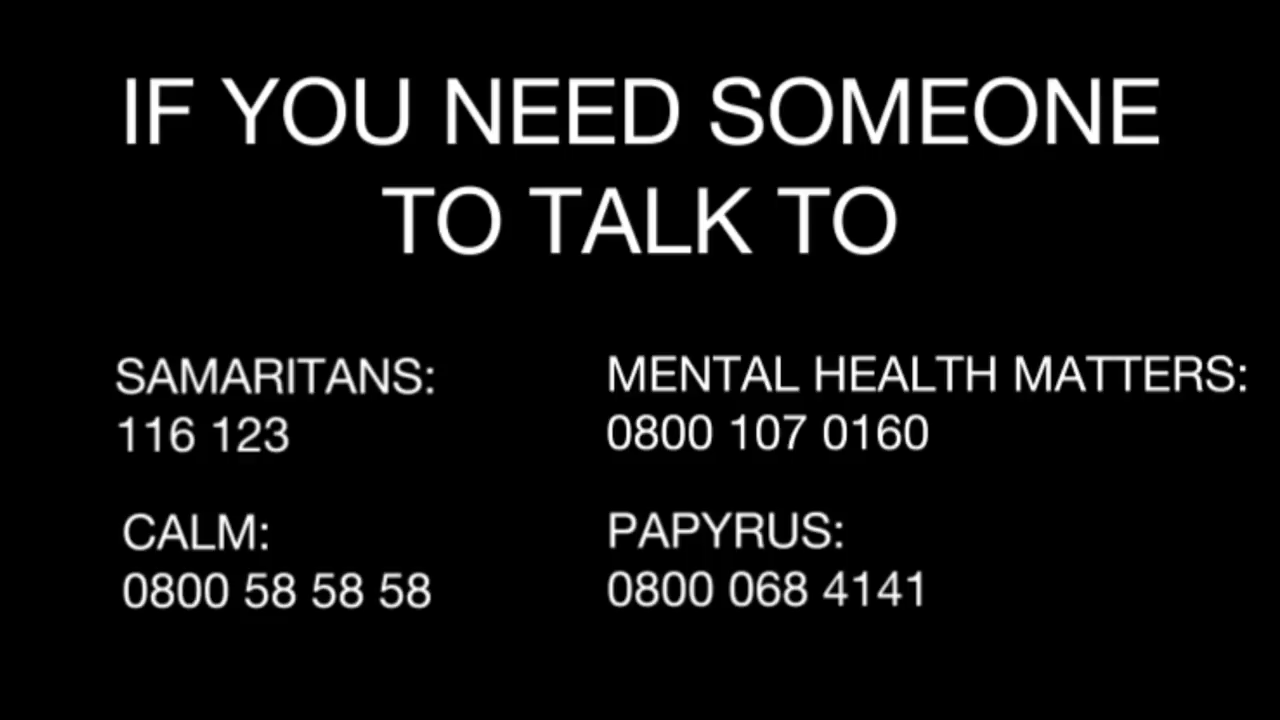 IF YOU NEED SOMEONE
TO TALK TO
SAMARITANS:
116 123
MENTAL HEALTH MATTERS:
0800 107 0160
CALM:
0800 58 58 58
PAPYRUS:
0800 068 4141